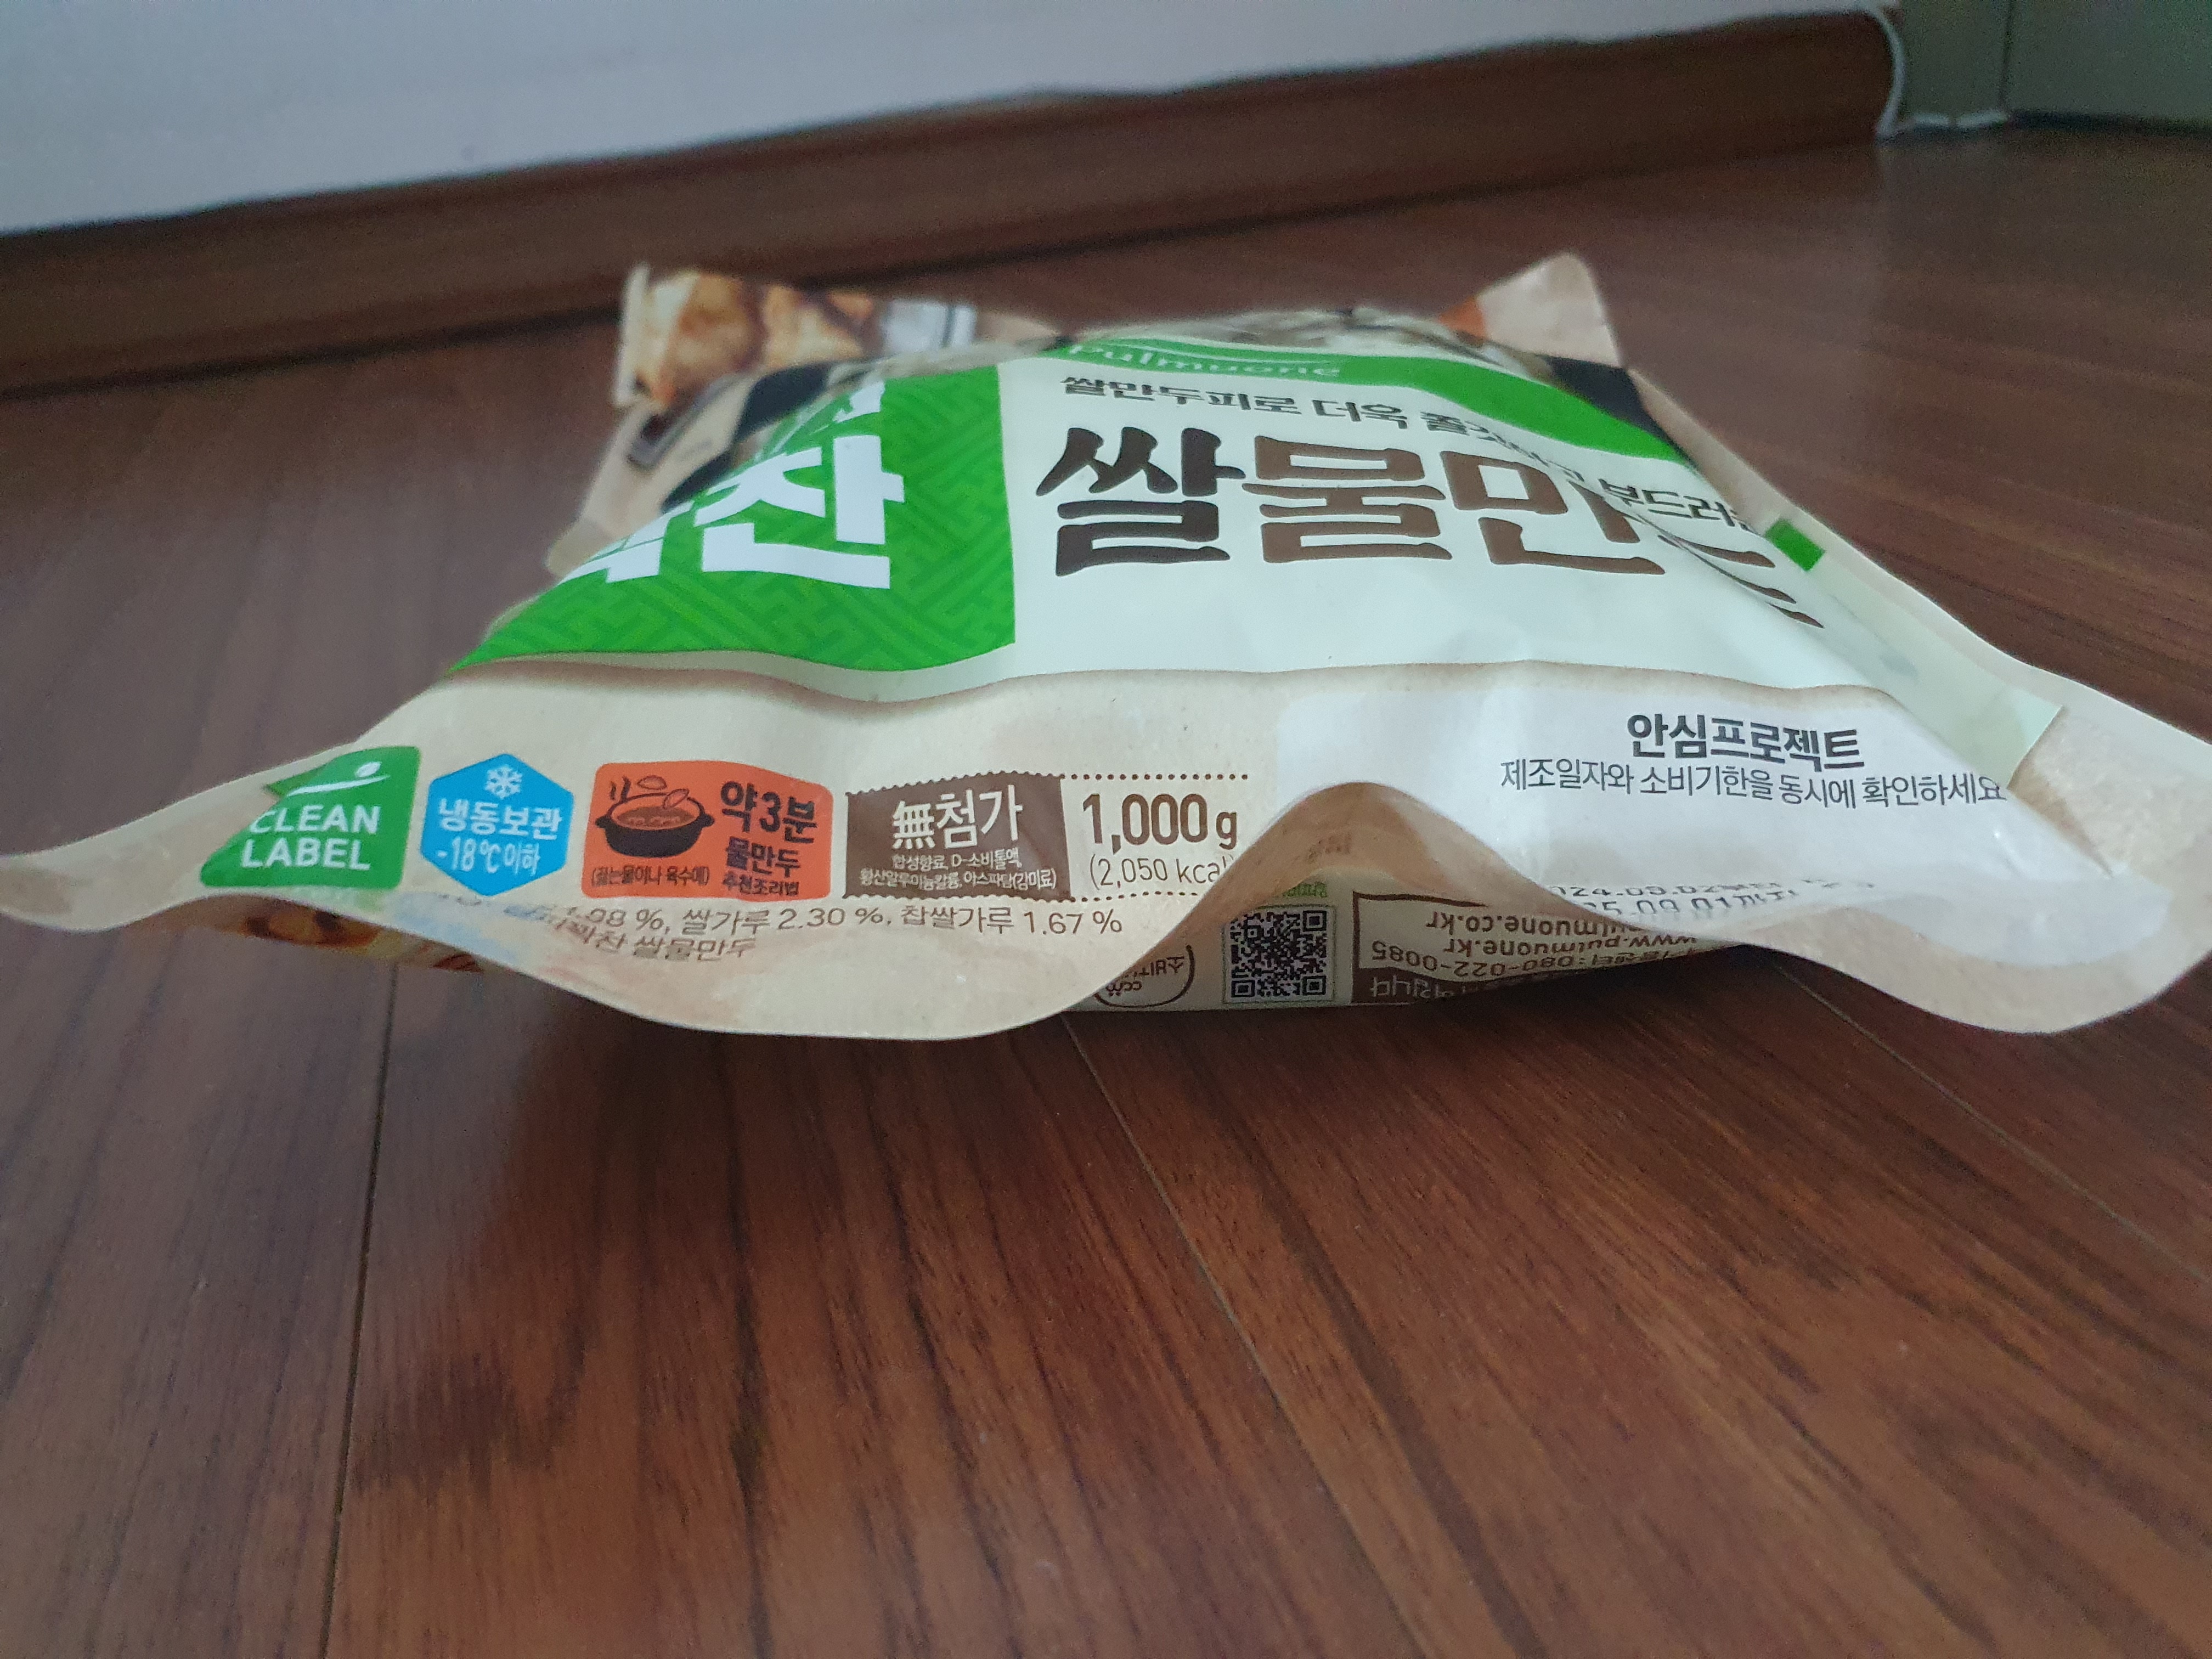 Pulmuone
쌀만두피로 더욱
찬
쌀물만두
안심프로젝트
제조일자와 소비기한을 동시에 확인하세요
CLEAN
LABEL
냉동보관
-18℃이하
약3분
물만두
추천조리법
(끓는물이나 육수에)
無첨가
합성향료, D-소비톨액,
황산알루미늄칼륨, 아스파탐(감미료)
1,000g
(2,050 kcal
1.98 %, 쌀가루 2.30 %, 찹쌀가루 1.67 %
쌀물만두
www.pulmuone.kr
080-022-0085